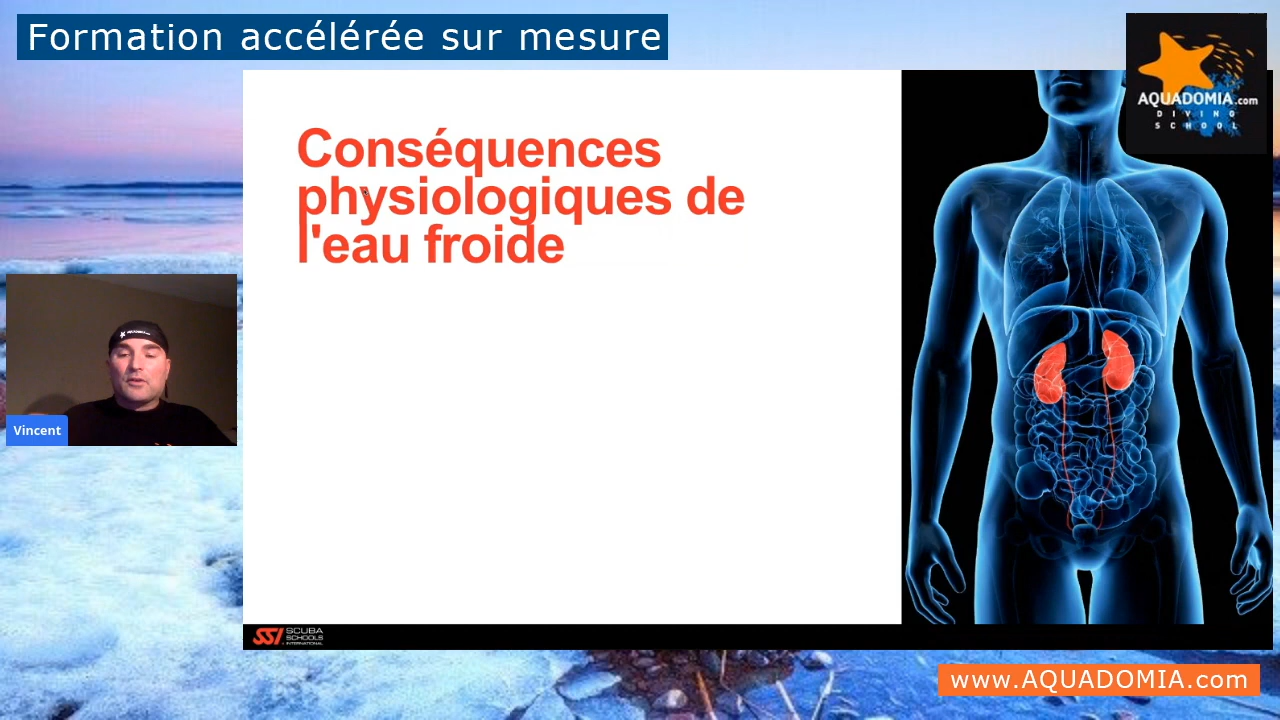 Formation accélérée sur mesure
AQUADOMIA.com
DIVING
SCHOOL
Conséquences
physiologiques de
l'eau froide
Vincent
SSI SCUBA
SCHOOLS
INTERNATIONAL
www.AQUADOMIA.com